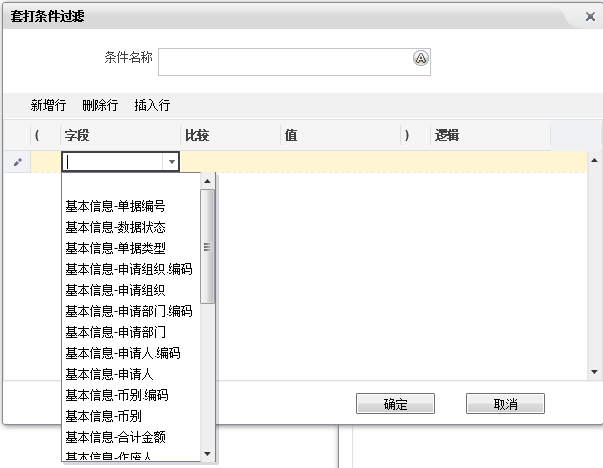 套打条件过滤
条件名称
A
新增行 删除行 插入行
( 字段 比较 值 ) 逻辑
基本信息-单据编号
基本信息-数据状态
基本信息-单据类型
基本信息-申请组织.编码
基本信息-申请组织
基本信息-申请部门.编码
基本信息-申请部门
基本信息-申请人.编码
基本信息-申请人
基本信息-币别.编码
基本信息-币别
基本信息-合计金额
基本信息-作废人
确定 取消